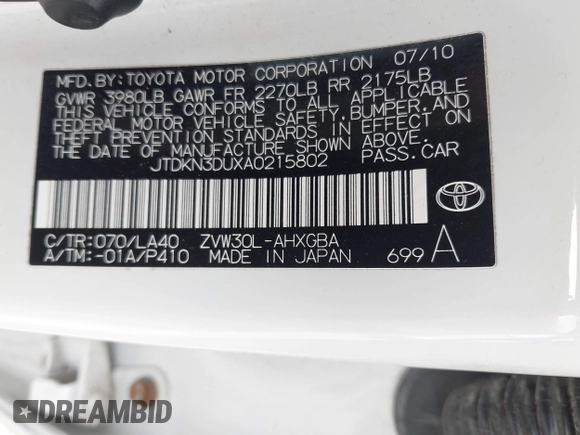 MFD.BY:TOYOTA MOTOR CORPORATION 07/10
GVWR 3980LB GAWR FR 2270LB RR 2175LB
THIS VEHICLE CONFORMS TO ALL APPLICABLE
FEDERAL MOTOR VEHICLE SAFETY,BUMPER,AND
THEFT PREVENTION STANDARDS IN EFFECT ON
THE DATE OF MANUFACTURE SHOWN ABOVE.
JTDKN3DUXA0215802 PASS.CAR
C/TR:070/LA40 ZVW30L-AHXGBA
A/TM:-01A/P410 MADE IN JAPAN 699 A
TOYOTA
DREAMBID